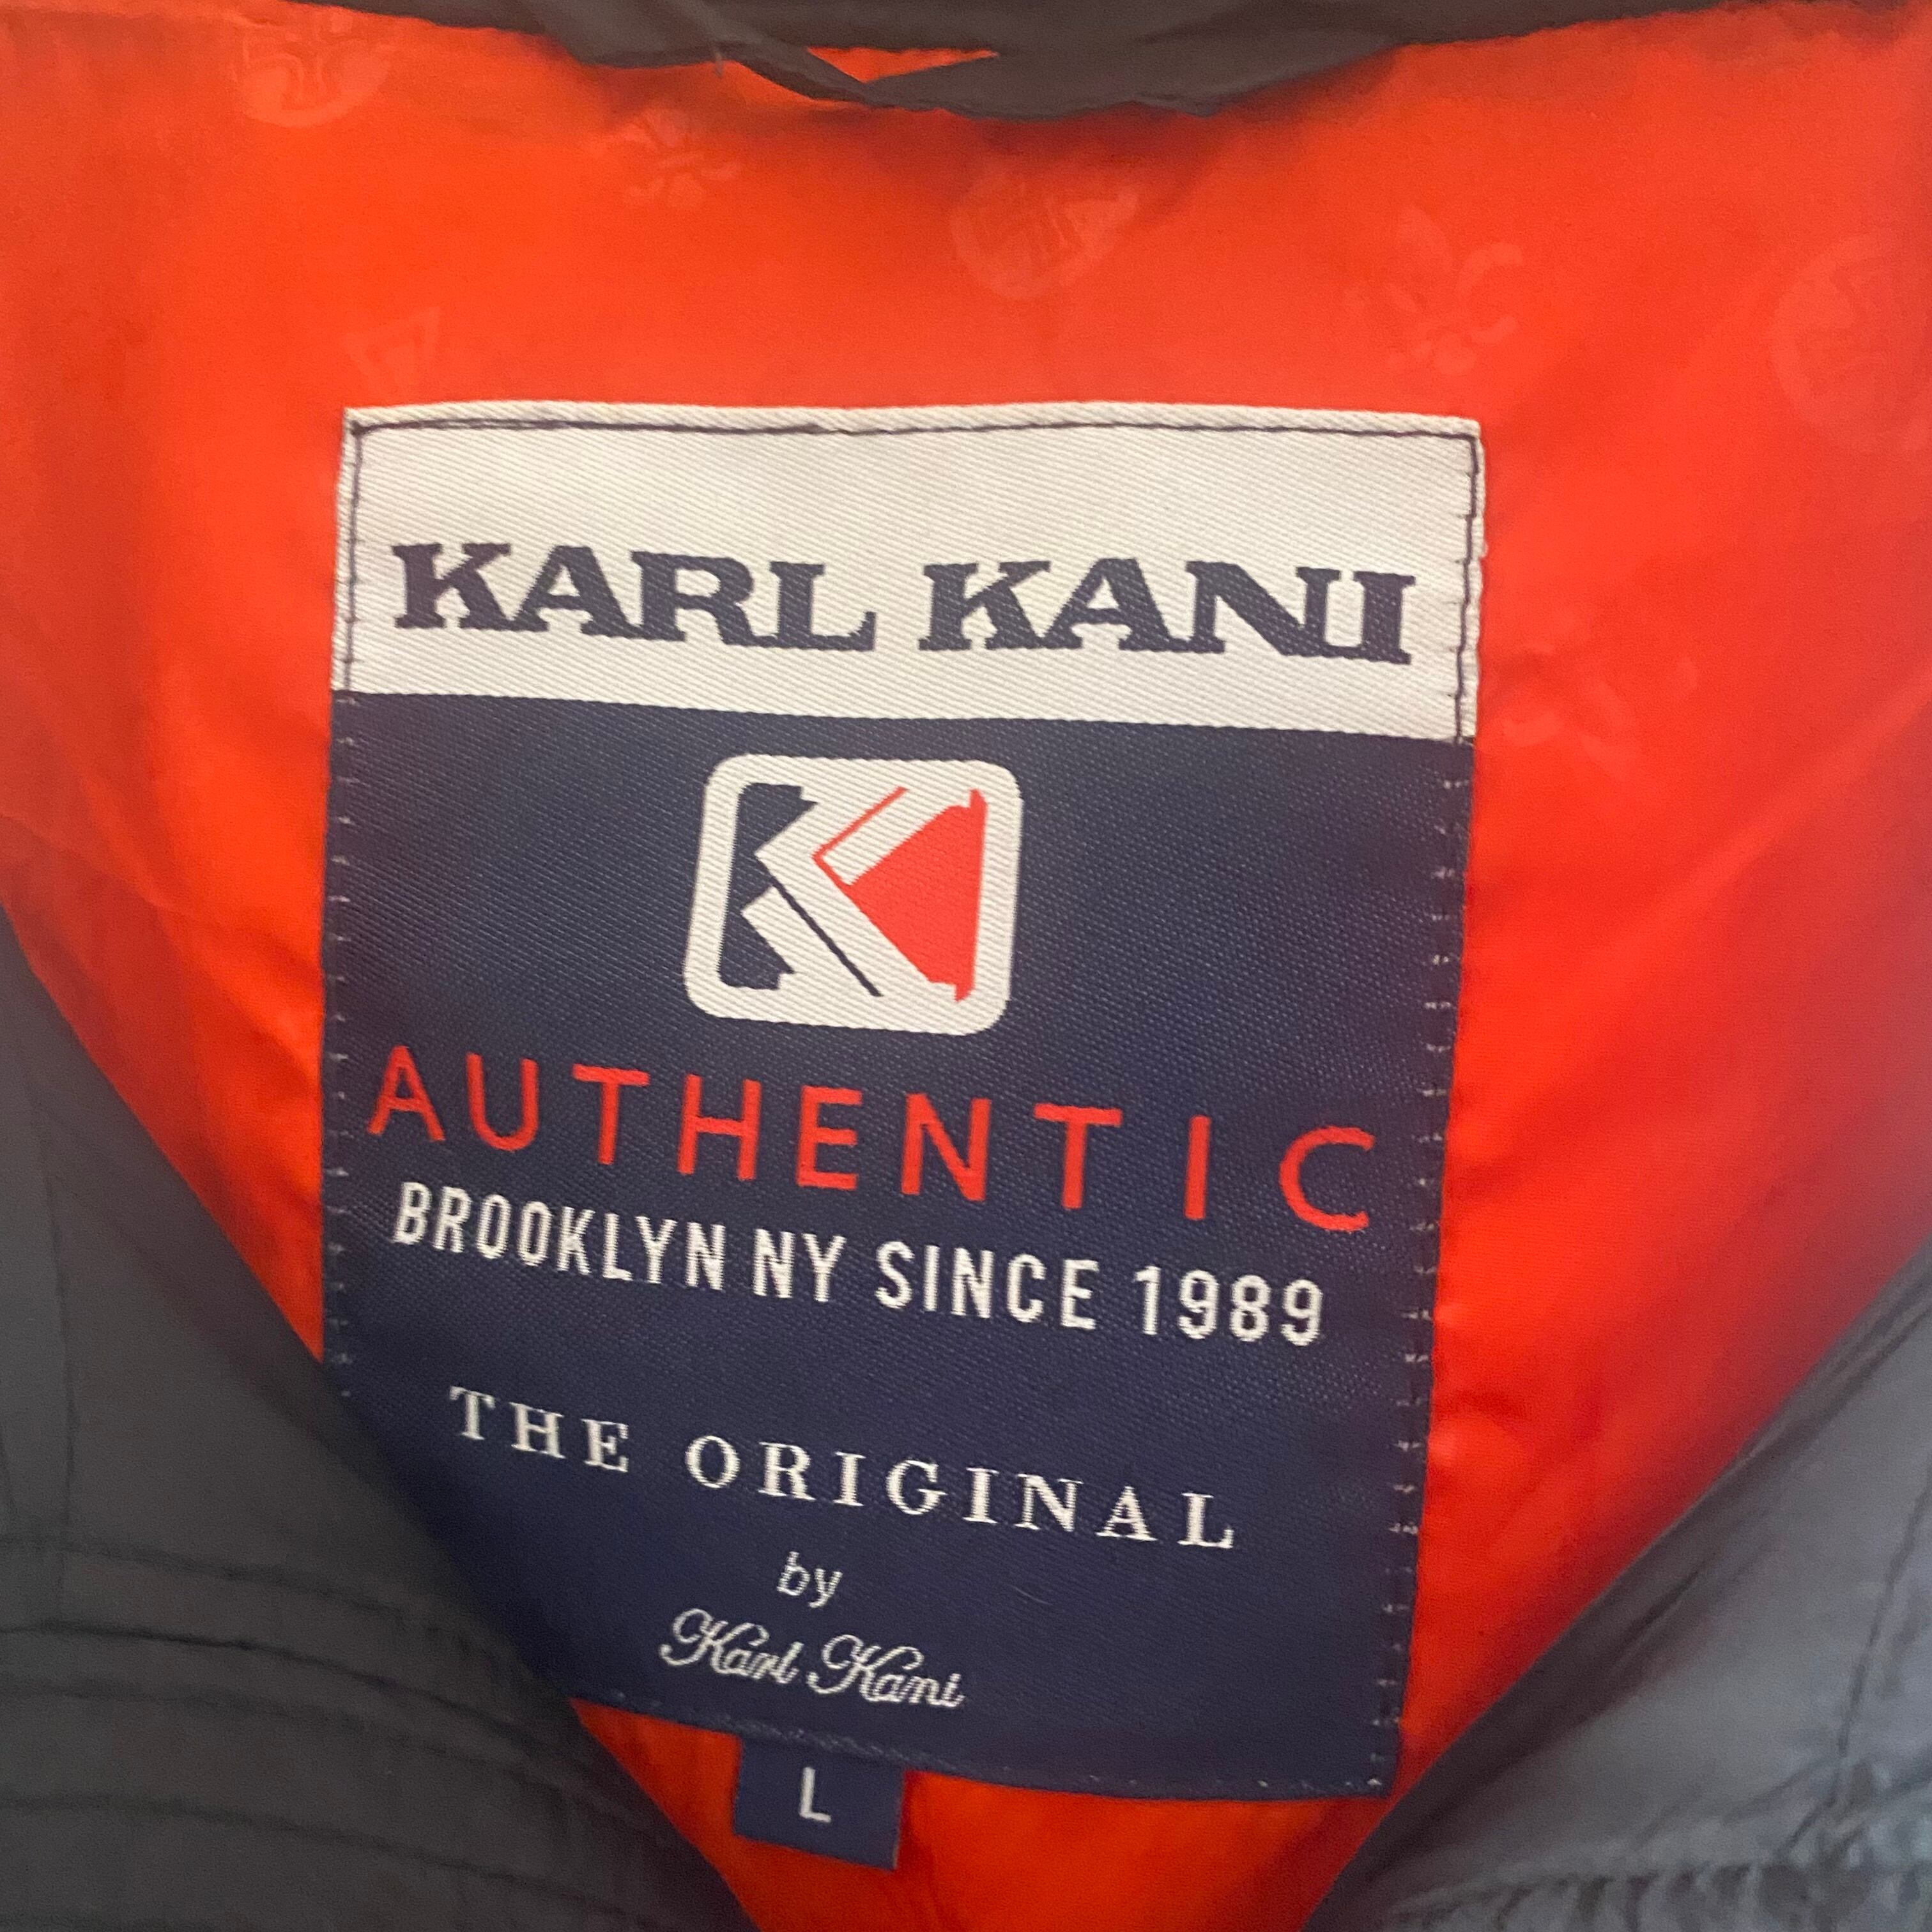 KARL KANI
K
AUTHENTIC
BROOKLYN NY SINCE 1989
THE ORIGINAL
by
Karl Kani
L